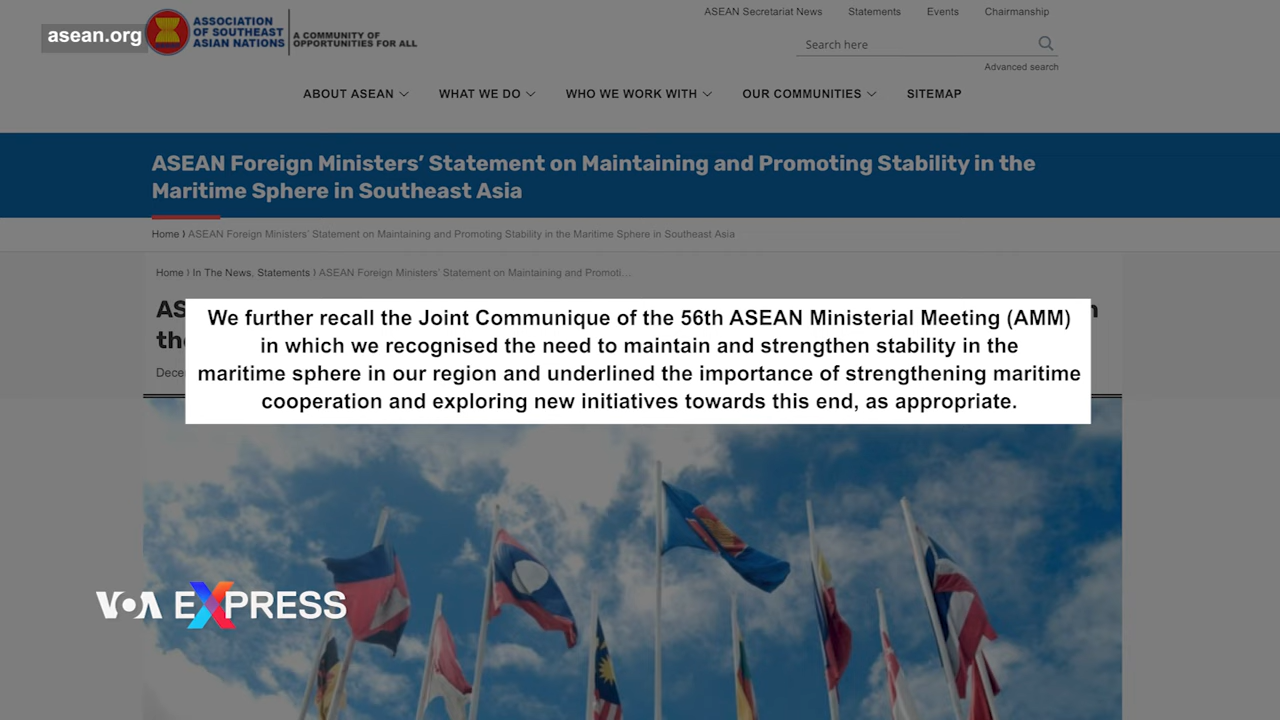 asean.org
ASSOCIATION
OF SOUTHEAST
ASIAN NATIONS
A COMMUNITY OF
OPPORTUNITIES FOR ALL
ASEAN Secretariat News Statements Events Chairmanship
Search here
Advanced search
ABOUT ASEAN WHAT WE DO WHO WE WORK WITH OUR COMMUNITIES SITEMAP
ASEAN Foreign Ministers’ Statement on Maintaining and Promoting Stability in the
Maritime Sphere in Southeast Asia
Home ⟩ ASEAN Foreign Ministers’ Statement on Maintaining and Promoting Stability in the Maritime Sphere in Southeast Asia
Home ⟩ In The News, Statements ⟩ ASEAN Foreign Ministers’ Statement on Maintaining and Promoti…
We further recall the Joint Communique of the 56th ASEAN Ministerial Meeting (AMM)
in which we recognised the need to maintain and strengthen stability in the
maritime sphere in our region and underlined the importance of strengthening maritime
cooperation and exploring new initiatives towards this end, as appropriate.
VOA EXPRESS